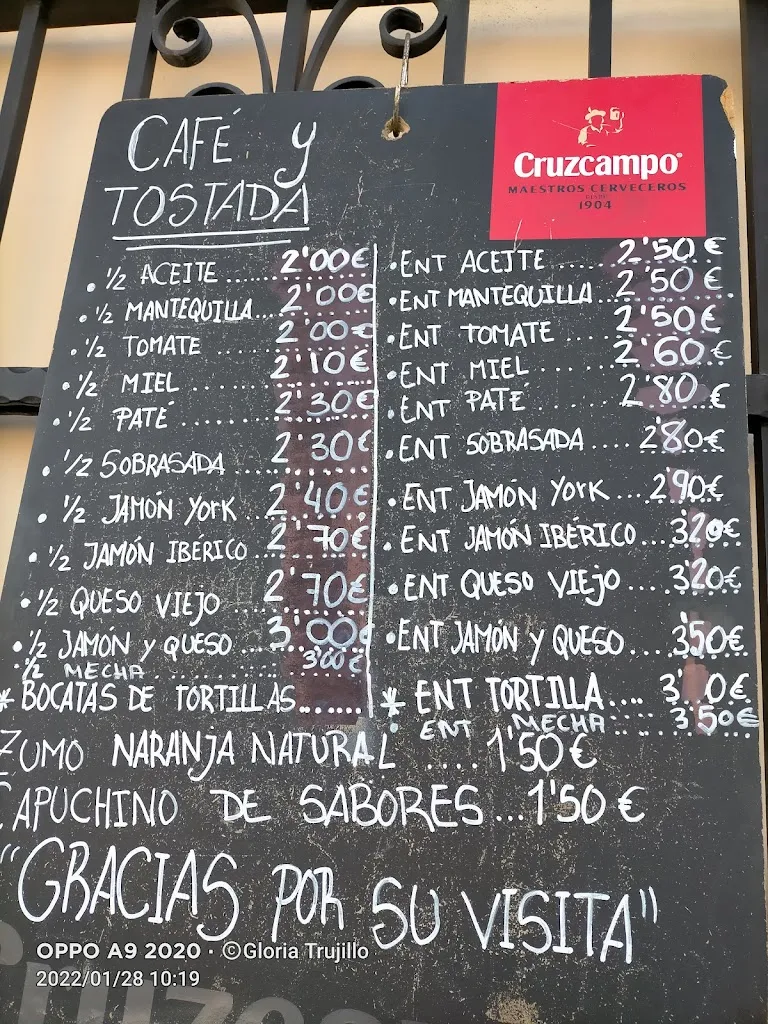 CAFÉ y
TOSTADA
Cruzcampo®
MAESTROS CERVECEROS
DESDE
1904
. ½ ACEITE ..... 2'00€
. ½ MANTEQUILLA... 2'00€
. ½ TOMATE ..... 2'00€
. ½ MIEL ..... 2'10€
. ½ PATÉ ..... 2'30€
. ½ SOBRASADA ..... 2'30€
. ½ JAMÓN YORK ... 2'40€
. ½ JAMÓN IBÉRICO ... 2'70€
. ½ QUESO VIEJO ..... 2'70€
. ½ JAMÓN Y QUESO ... 3'00€
. ½ MECHA ..... 3'00€
* BOCATAS DE TORTILLAS......
. ENT ACEITE ..... 2'50€
. ENT MANTEQUILLA... 2'50€
. ENT TOMATE ..... 2'50€
. ENT MIEL ..... 2'60€
. ENT PATÉ ..... 2'80€
. ENT SOBRASADA .... 2'80€
. ENT JAMÓN YORK ... 2'90€
. ENT JAMÓN IBÉRICO ... 3'20€
. ENT QUESO VIEJO .... 3'20€
. ENT JAMÓN Y QUESO .... 3'50€
* ENT TORTILLA....
. ENT MECHA ..... 3'50€
ZUMO NARANJA NATURAL .... 1'50€
CAPUCHINO DE SABORES ... 1'50€
"GRACIAS POR SU VISITA"
OPPO A9 2020 · ©Gloria Trujillo
2022/01/28 10:19